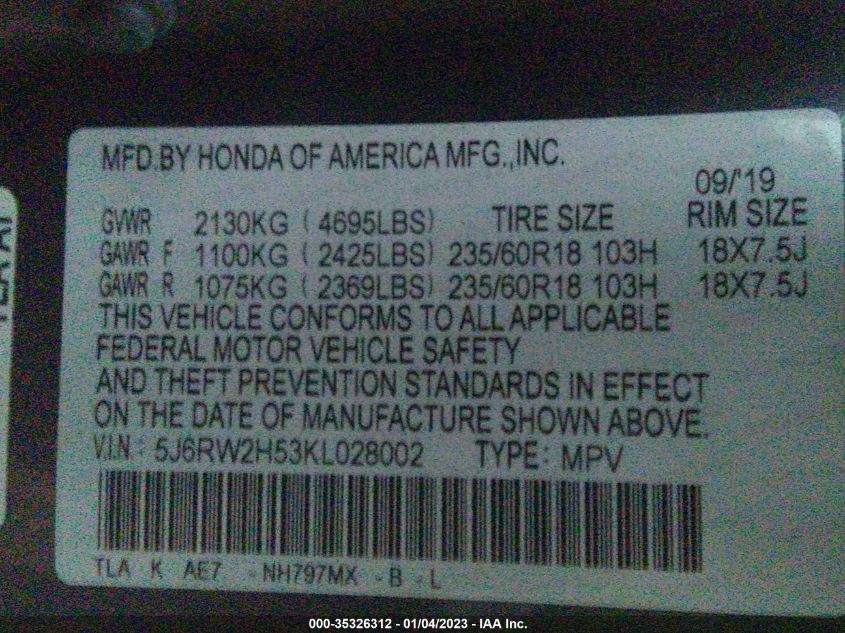 MFD.BY HONDA OF AMERICA MFG.,INC.
09/'19
GVWR 2130KG ( 4695LBS) TIRE SIZE RIM SIZE
GAWR F 1100KG ( 2425LBS) 235/60R18 103H 18X7.5J
GAWR R 1075KG ( 2369LBS) 235/60R18 103H 18X7.5J
THIS VEHICLE CONFORMS TO ALL APPLICABLE
FEDERAL MOTOR VEHICLE SAFETY
AND THEFT PREVENTION STANDARDS IN EFFECT
ON THE DATE OF MANUFACTURE SHOWN ABOVE.
V.I.N : 5J6RW2H53KL028002 TYPE: MPV
TLA K AE7 -NH797MX -B -L
000-35326312 - 01/04/2023 - IAA Inc.